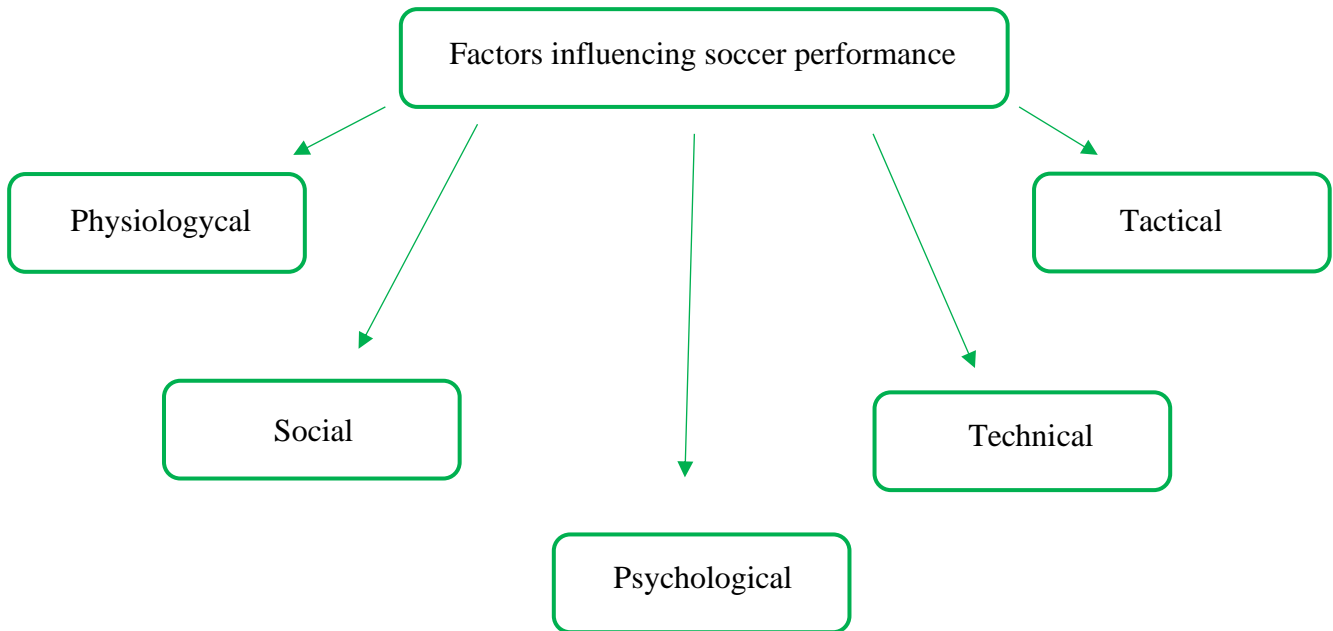 Factors influencing soccer performance
Physiologycal
Tactical
Social
Technical
Psychological